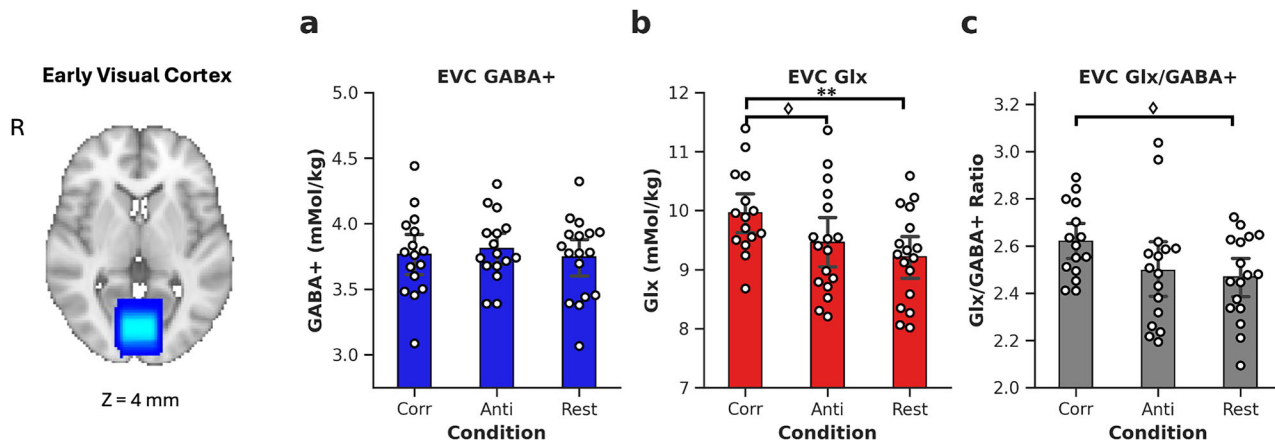 Early Visual Cortex
R
Z = 4 mm
a
EVC GABA+
GABA+ (mMol/kg)
5.0
4.5
4.0
3.5
3.0
Corr Anti Rest
Condition
b
EVC Glx
**
◊
Glx (mMol/kg)
12
11
10
9
8
7
Corr Anti Rest
Condition
c
EVC Glx/GABA+
◊
Glx/GABA+ Ratio
3.2
3.0
2.8
2.6
2.4
2.2
2.0
Corr Anti Rest
Condition